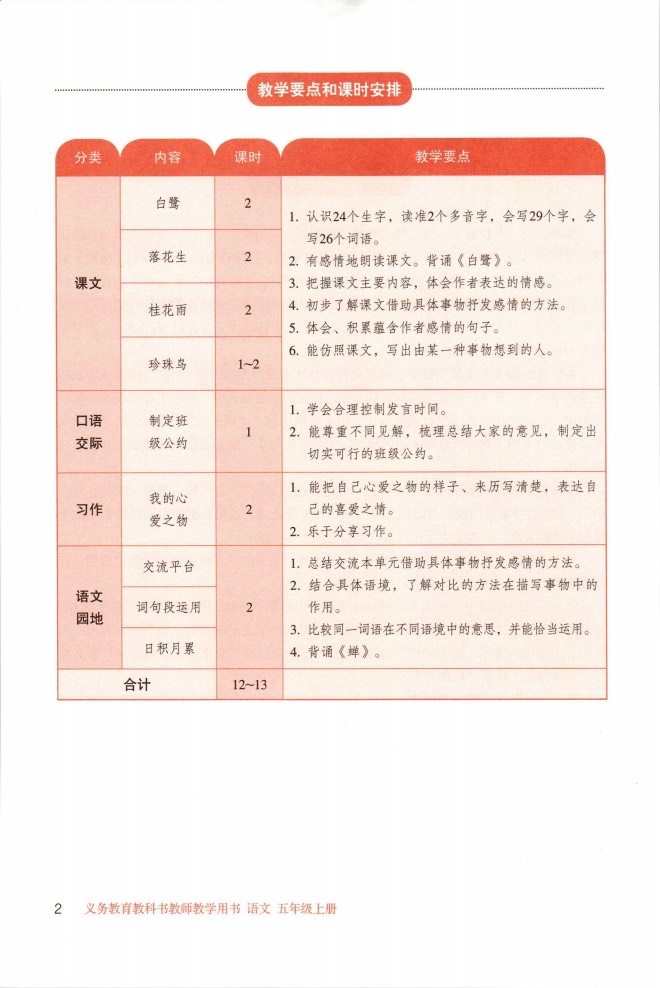 教学要点和课时安排
分类 内容 课时 教学要点
课文
白鹭 2
落花生 2
桂花雨 2
珍珠鸟 1~2
1. 认识24个生字，读准2个多音字，会写29个字，会
写26个词语。
2. 有感情地朗读课文。背诵《白鹭》。
3. 把握课文主要内容，体会作者表达的情感。
4. 初步了解课文借助具体事物抒发感情的方法。
5. 体会、积累蕴含作者感情的句子。
6. 能仿照课文，写出由某一种事物想到的人。
口语
交际
制定班
级公约
1
1. 学会合理控制发言时间。
2. 能尊重不同见解，梳理总结大家的意见，制定出
切实可行的班级公约。
习作
我的心
爱之物
2
1. 能把自己心爱之物的样子、来历写清楚，表达自
己的喜爱之情。
2. 乐于分享习作。
语文
园地
交流平台
词句段运用
日积月累
2
1. 总结交流本单元借助具体事物抒发感情的方法。
2. 结合具体语境，了解对比的方法在描写事物中的
作用。
3. 比较同一词语在不同语境中的意思，并能恰当运用。
4. 背诵《蝉》。
合计 12~13
2 义务教育教科书教师教学用书 语文 五年级上册